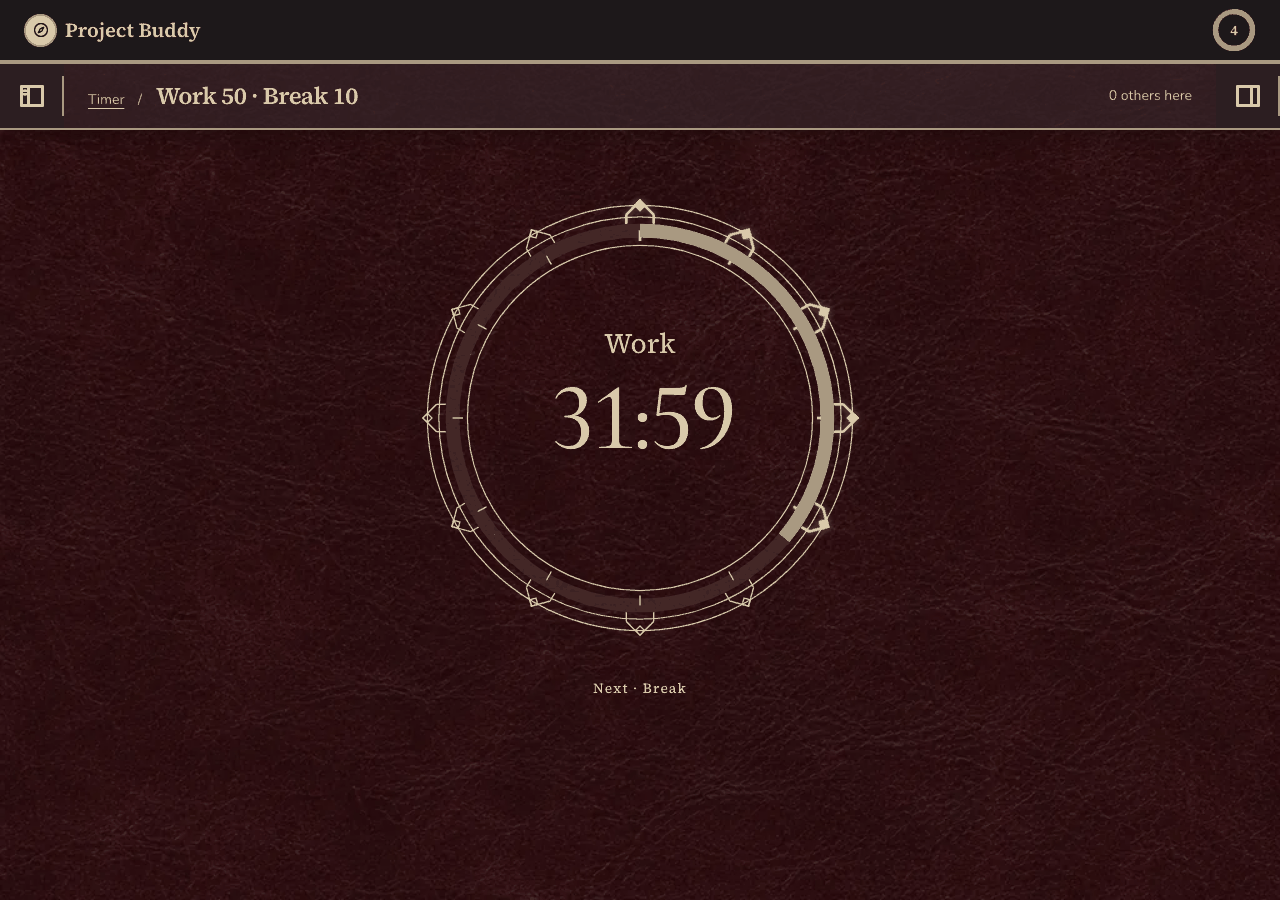 Project Buddy
4
Timer / Work 50 · Break 10
0 others here
Work
31:59
Next · Break